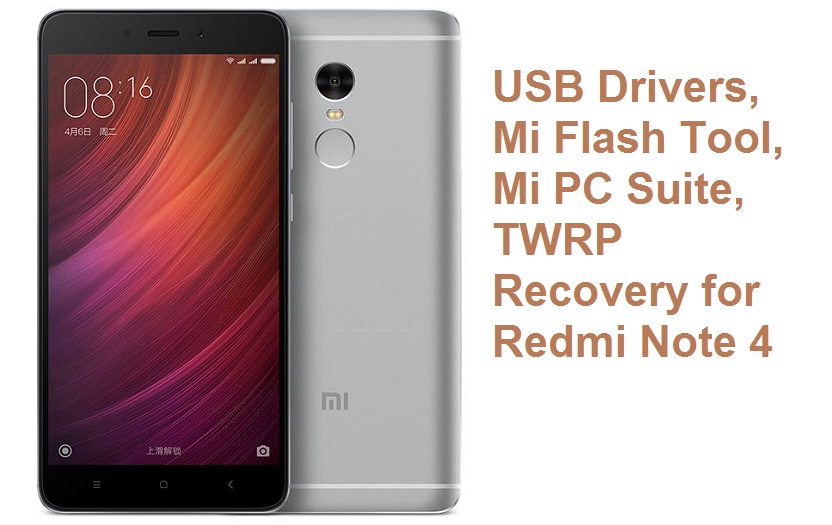 08:16
4月6日 周二
上滑解锁
MI
USB Drivers,
Mi Flash Tool,
Mi PC Suite,
TWRP
Recovery for
Redmi Note 4